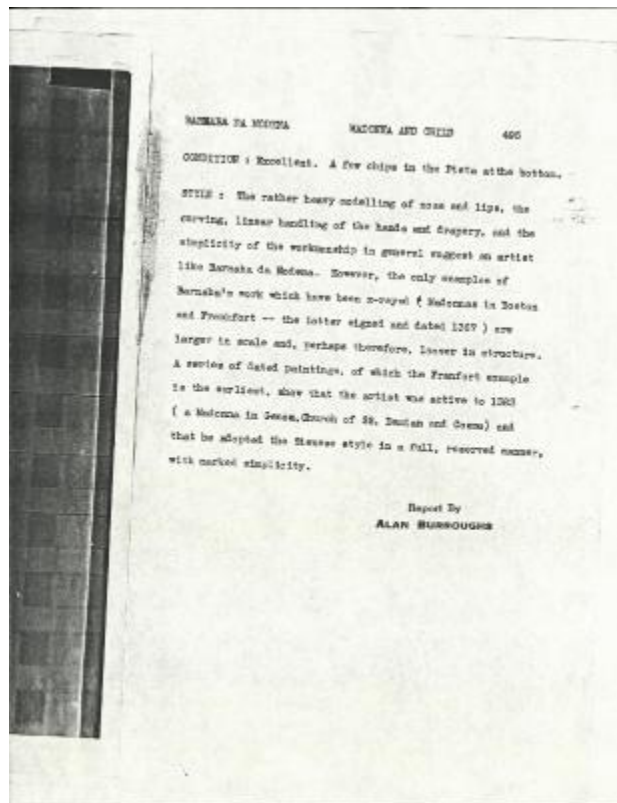 BARNABA DA MODENA MADONNA AND CHILD 495
CONDITION : Excellent. A few chips in the Pieta atthe bottom.
STYLE : The rather heavy modelling of nose and lips, the
curving, linear handling of the hands and drapery, and the
simplicity of the workmanship in general suggest an artist
like Barnaba da Modena. However, the only examples of
Barnaba's work which have been x-rayed ( Madonnas in Boston
and Frankfort -- the latter signed and dated 1367 ) are
larger in scale and, perhaps therefore, looser in structure.
A series of dated paintings, of which the Franfort example
is the earliest, show that the artist was active to 1383
( a Madonna in Genoa,Church of SS. Damian and Cosmo) and
that he adopted the Sienese style in a full, reserved manner,
with marked simplicity.
Report By
ALAN BURROUGHS